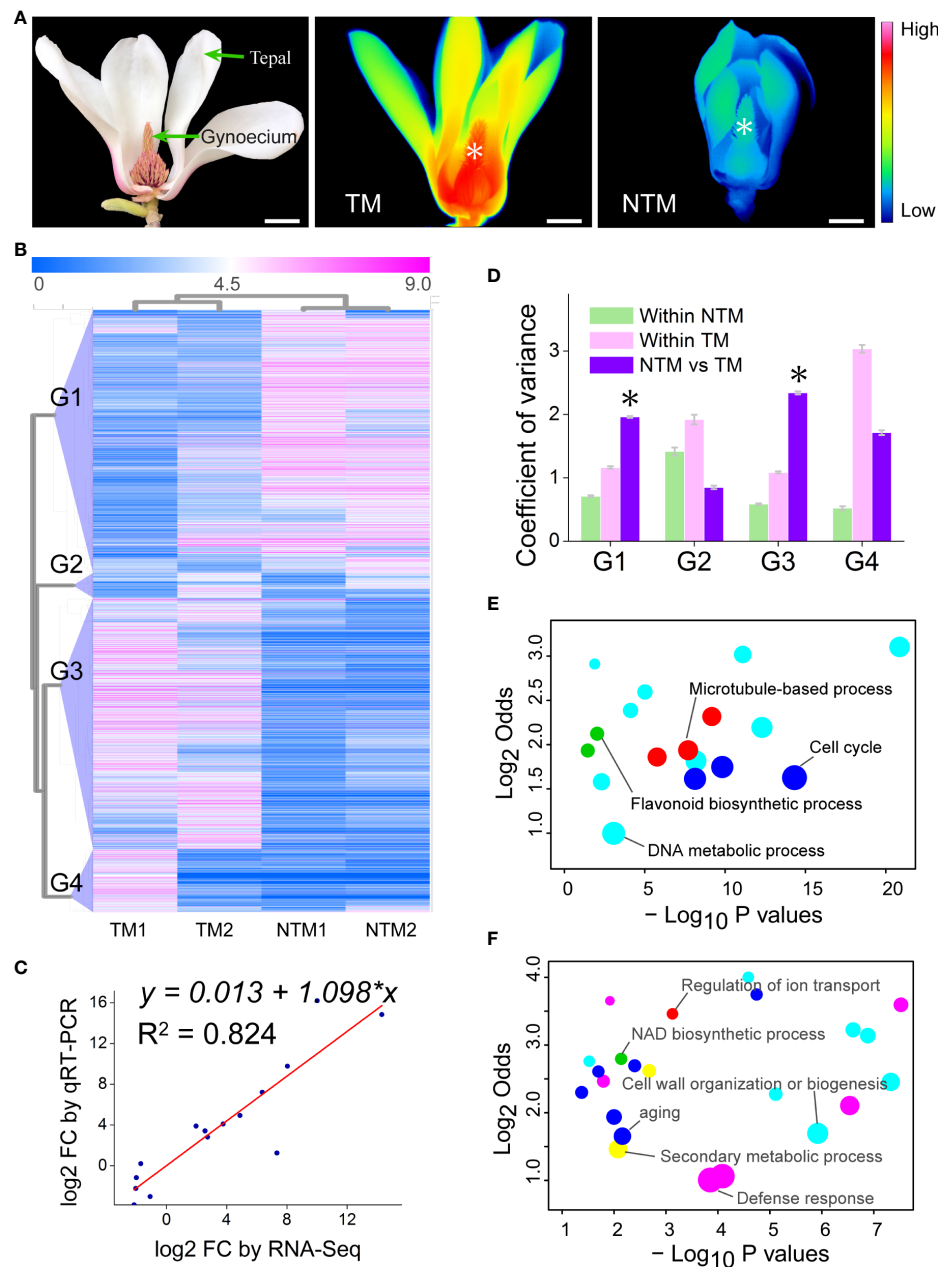 A
Tepal
Gynoecium
TM
*
NTM
*
High
Low
B
0 4.5 9.0
G1
G2
G3
G4
TM1 TM2 NTM1 NTM2
C
y = 0.013 + 1.098*x
R² = 0.824
16
12
8
4
0
log2 FC by qRT-PCR
0 4 8 12
log2 FC by RNA-Seq
D
Within NTM
Within TM
NTM vs TM
* *
3
2
1
0
Coefficient of variance
G1 G2 G3 G4
E
3.0
2.5
2.0
1.5
1.0
Log2 Odds
Microtubule-based process
Cell cycle
Flavonoid biosynthetic process
DNA metabolic process
0 5 10 15 20
− Log10 P values
F
4.0
3.0
2.0
1.0
Log2 Odds
Regulation of ion transport
NAD biosynthetic process
Cell wall organization or biogenesis
aging
Secondary metabolic process
Defense response
1 2 3 4 5 6 7
− Log10 P values